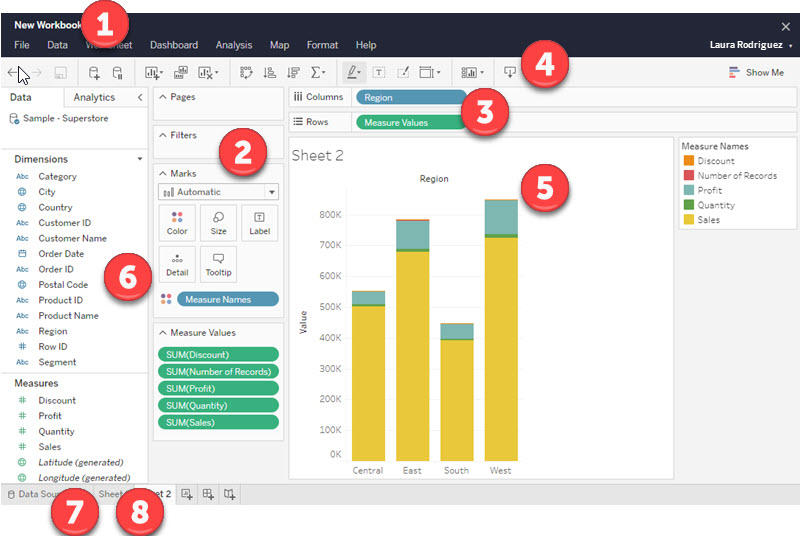 New Workbook
1
File Data Worksheet Dashboard Analysis Map Format Help
Laura Rodriguez
4
Show Me
Data Analytics
Sample - Superstore
Pages
Filters
2
Columns Region
3
Rows Measure Values
Dimensions
Abc Category
City
Country
Abc Customer ID
Abc Customer Name
Order Date
Abc Order ID
Postal Code
Abc Product ID
Abc Product Name
Abc Region
# Row ID
Abc Segment
6
Measures
# Discount
# Profit
# Quantity
# Sales
Latitude (generated)
Longitude (generated)
Marks
Automatic
Color Size Label
Detail Tooltip
Measure Names
Measure Values
SUM(Discount)
SUM(Number of Records)
SUM(Profit)
SUM(Quantity)
SUM(Sales)
Sheet 2
Region
5
800K
700K
600K
500K
400K
300K
200K
100K
0K
Value
Central East South West
Measure Names
Discount
Number of Records
Profit
Quantity
Sales
7
Sheet
8